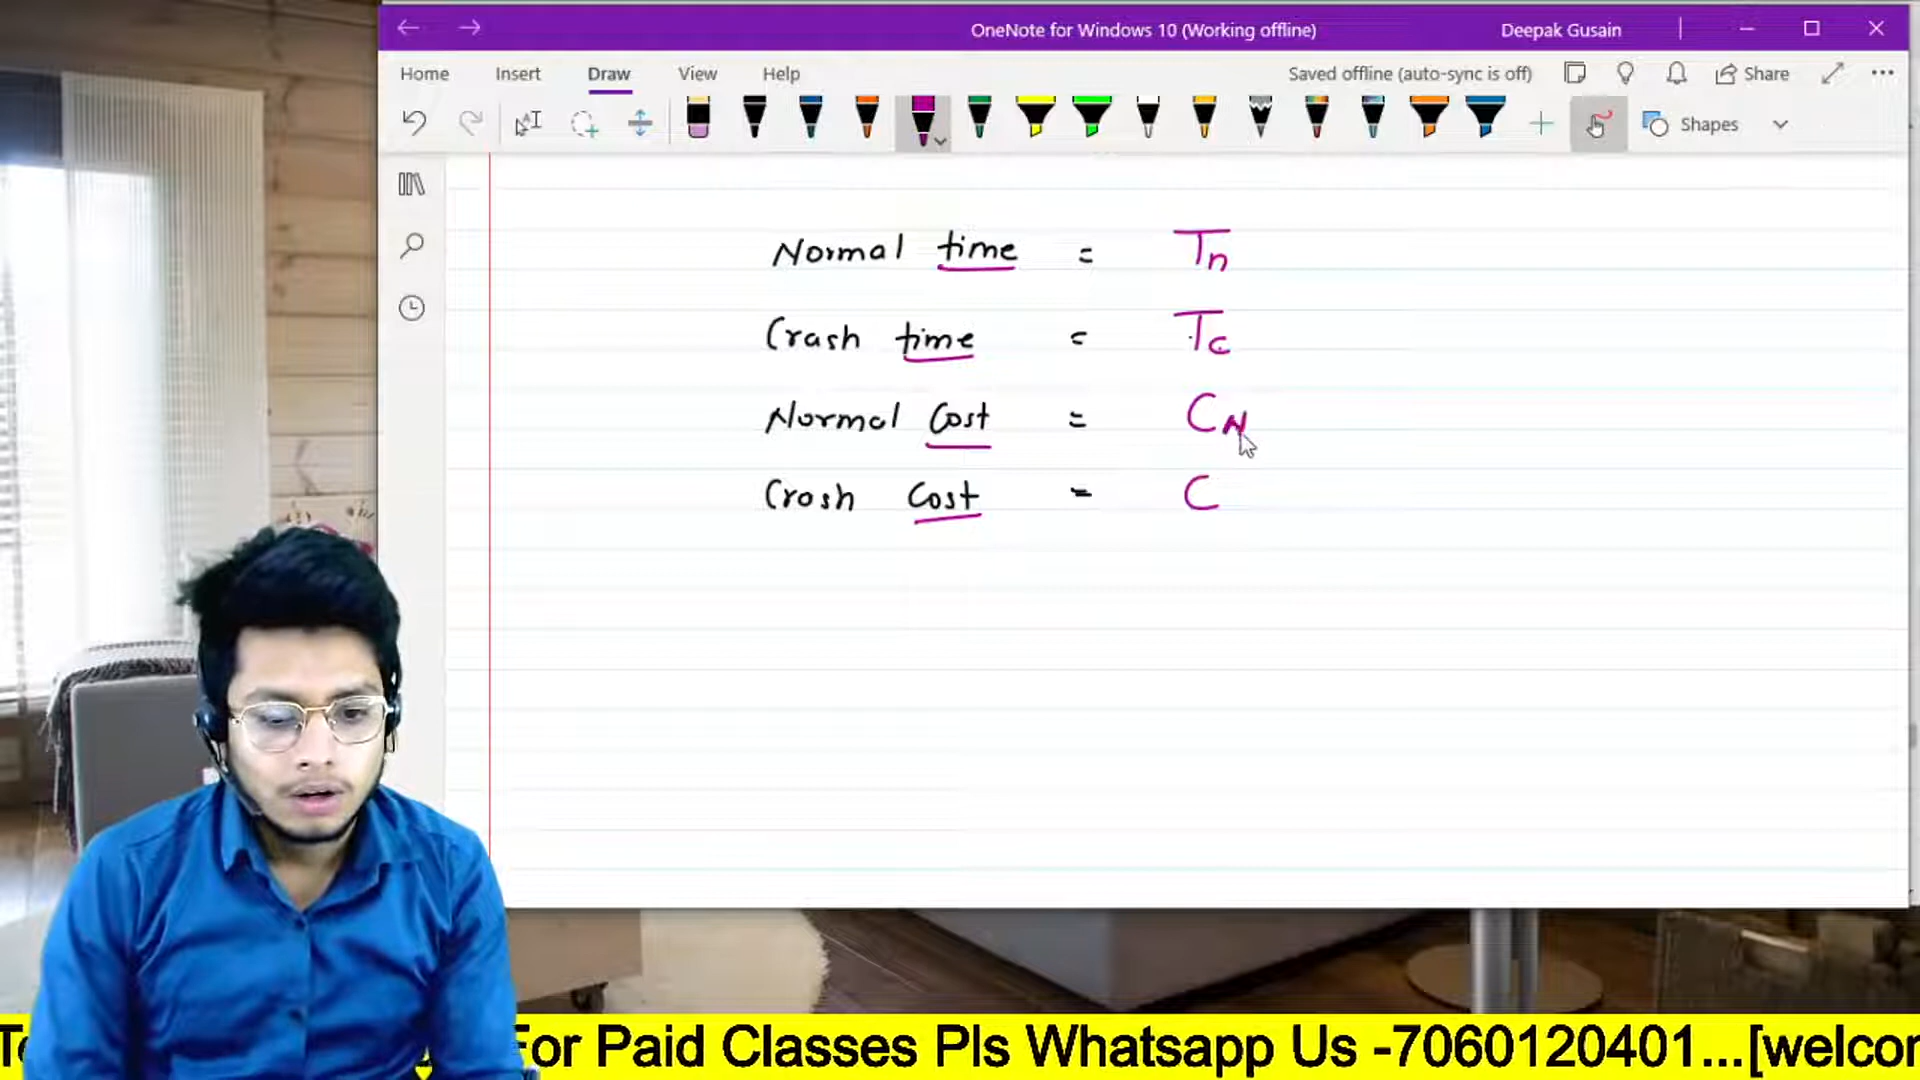 OneNote for Windows 10 (Working offline) Deepak Gusain
Home Insert Draw View Help Saved offline (auto-sync is off) Share
Shapes
Normal time = Tn
Crash time = Tc
Normal Cost = CN
Crash Cost = C
For Paid Classes Pls Whatsapp Us -7060120401...[welcor